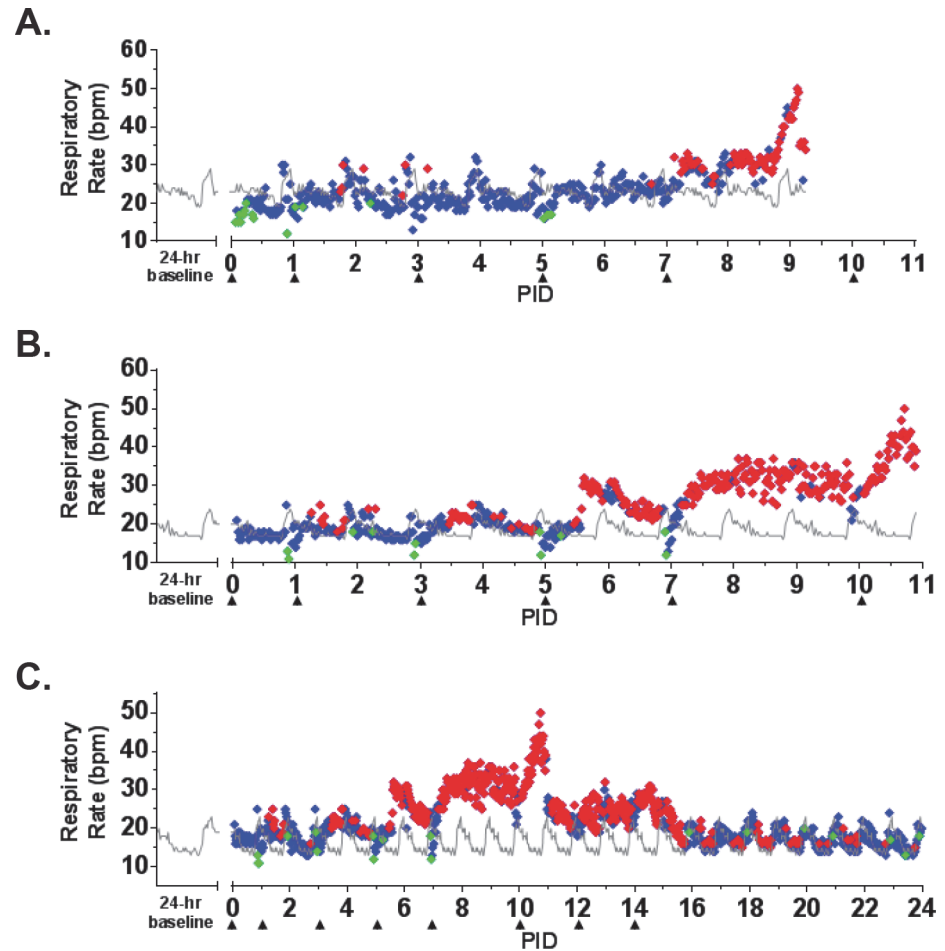 A.
Respiratory
Rate (bpm)
60
50
40
30
20
10
24-hr
baseline
0 1 2 3 4 5 6 7 8 9 10 11
PID
B.
Respiratory
Rate (bpm)
60
50
40
30
20
10
24-hr
baseline
0 1 2 3 4 5 6 7 8 9 10 11
PID
C.
Respiratory
Rate (bpm)
50
40
30
20
10
24-hr
baseline
0 2 4 6 8 10 12 14 16 18 20 22 24
PID